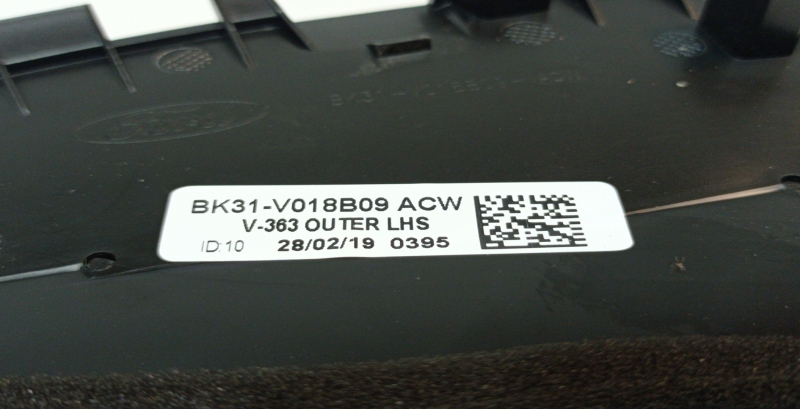 BK31-V018B09 ACW
V-363 OUTER LHS
ID:10 28/02/19 0395